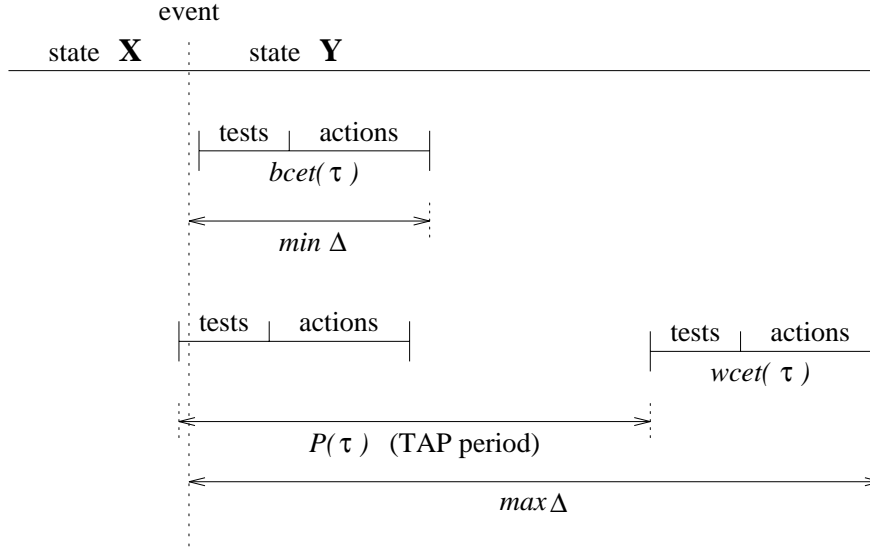 event
state X state Y
tests actions
bcet(τ)
min Δ
tests actions
tests actions
wcet(τ)
P(τ) (TAP period)
max Δ